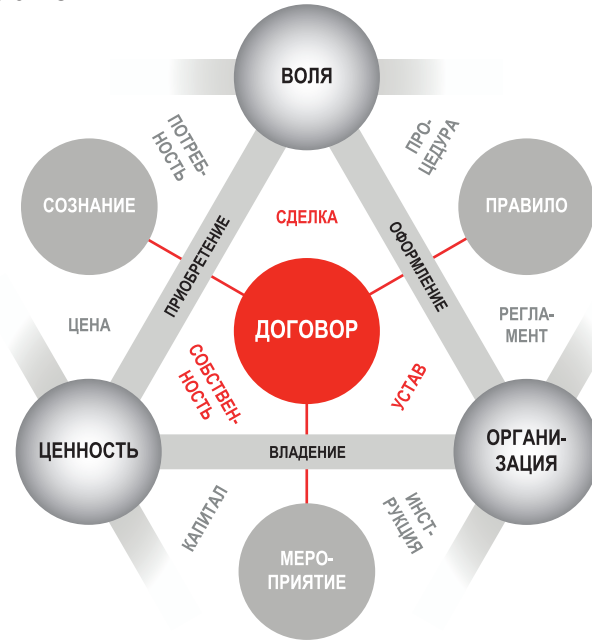 ВОЛЯ
ПОТРЕБ-
НОСТЬ
ПРО-
ЦЕДУРА
СОЗНАНИЕ
ПРАВИЛО
СДЕЛКА
ПРИОБРЕТЕНИЕ
ОФОРМЛЕНИЕ
ЦЕНА
ДОГОВОР
РЕГЛА-
МЕНТ
СОБСТВЕН-
НОСТЬ
УСТАВ
ЦЕННОСТЬ
ВЛАДЕНИЕ
ОРГАНИ-
ЗАЦИЯ
КАПИТАЛ
ИНСТ-
РУКЦИЯ
МЕРО-
ПРИЯТИЕ